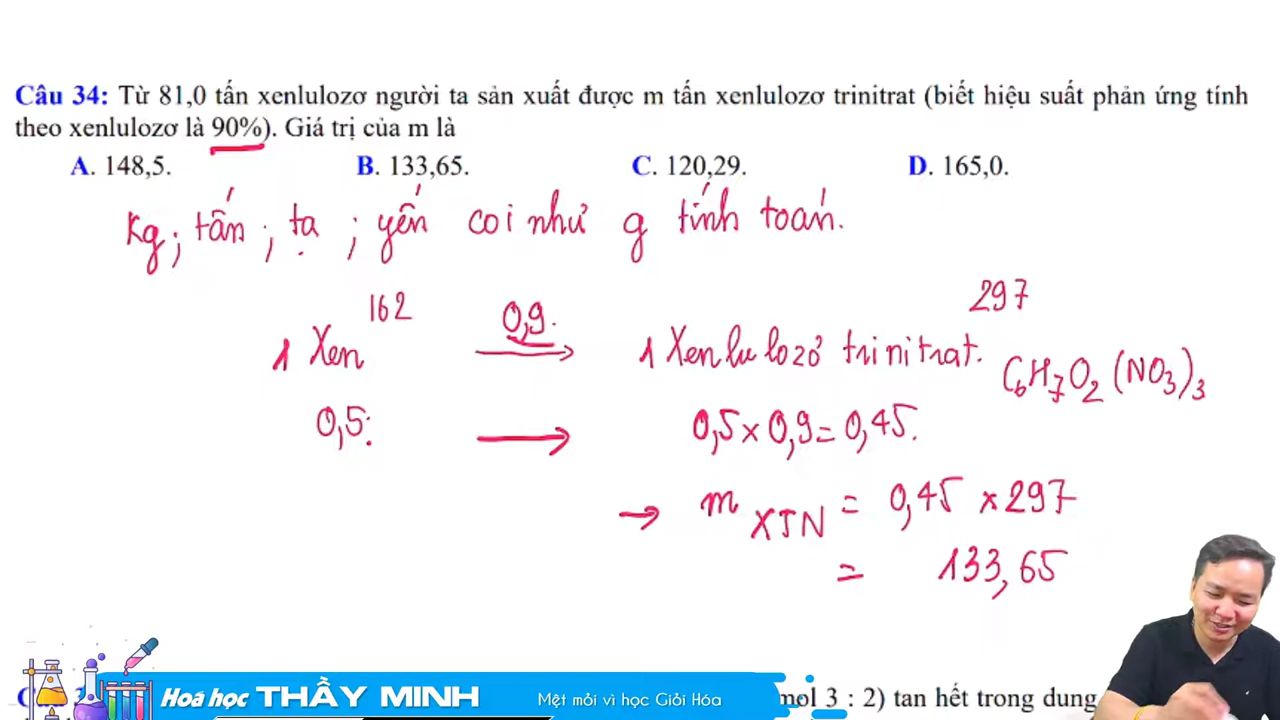 Câu 34: Từ 81,0 tấn xenlulozơ người ta sản xuất được m tấn xenlulozơ trinitrat (biết hiệu suất phản ứng tính
theo xenlulozơ là 90%). Giá trị của m là
A. 148,5. B. 133,65. C. 120,29. D. 165,0.
Kg; tấn; tạ; yến coi như g tính toán.
162 0,9. 297
1 Xen → 1 Xenlulozơ trinitrat. C6H7O2(NO3)3
0,5: → 0,5 x 0,9 = 0,45.
→ m XTN = 0,45 x 297
= 133,65
Hoá học THẦY MINH Mệt mỏi vì học Giỏi Hóa
mol 3 : 2) tan hết trong dung